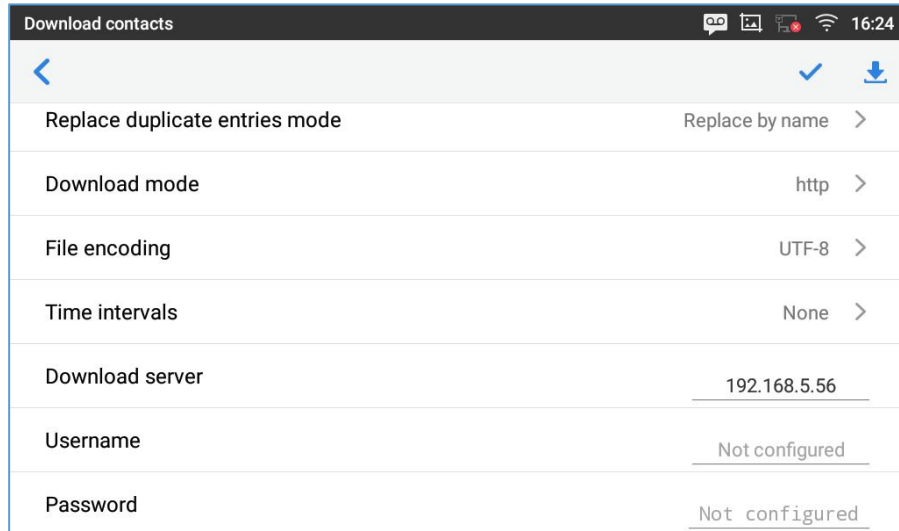 Download contacts 16:24
Replace duplicate entries mode Replace by name
Download mode http
File encoding UTF-8
Time intervals None
Download server 192.168.5.56
Username Not configured
Password Not configured